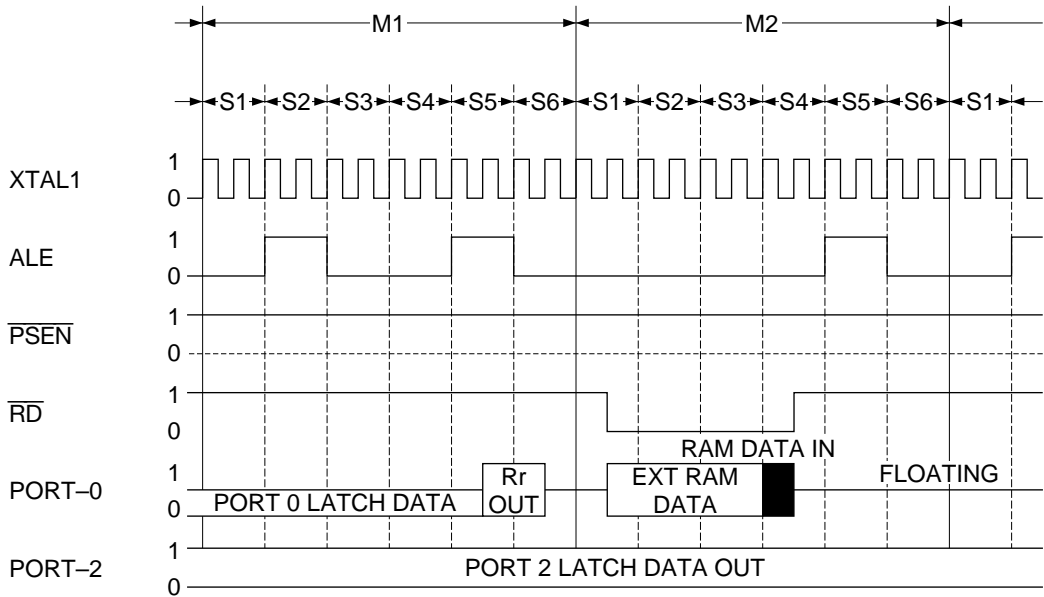 M1 M2
S1 S2 S3 S4 S5 S6 S1 S2 S3 S4 S5 S6 S1
XTAL1 1 0
ALE 1 0
PSEN 1 0
RD 1 0
RAM DATA IN
PORT–0 1 0
PORT 0 LATCH DATA
Rr
OUT
EXT RAM
DATA
FLOATING
PORT–2 1 0
PORT 2 LATCH DATA OUT